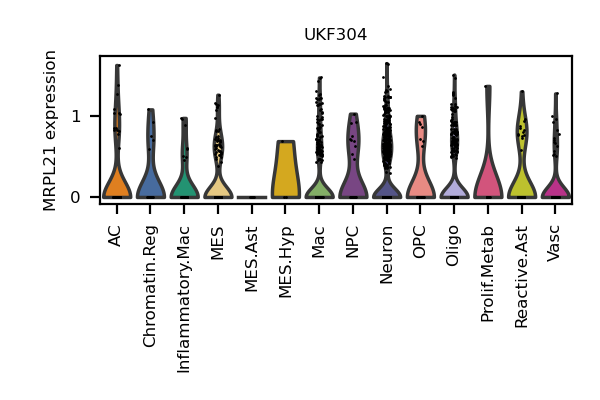 UKF304
MRPL21 expression
1
0
AC
Chromatin.Reg
Inflammatory.Mac
MES
MES.Ast
MES.Hyp
Mac
NPC
Neuron
OPC
Oligo
Prolif.Metab
Reactive.Ast
Vasc